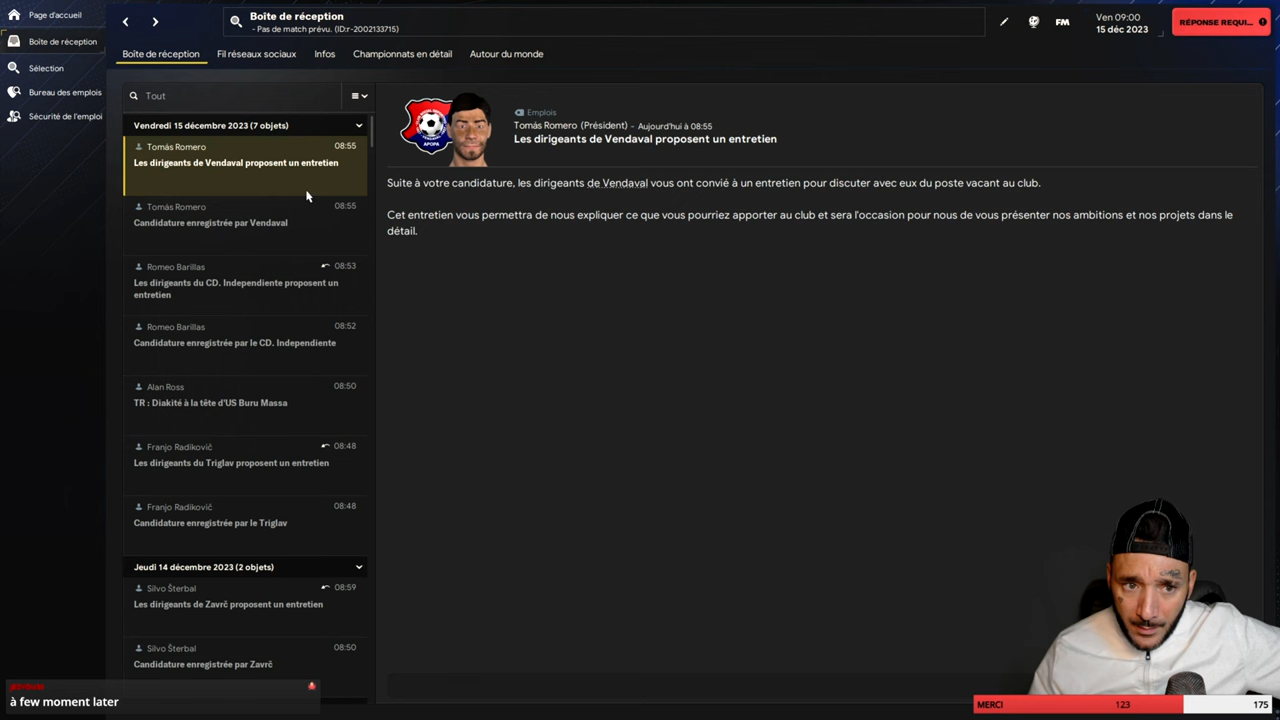 Page d'accueil
Boîte de réception
Sélection
Bureau des emplois
Sécurité de l'emploi
Boîte de réception
- Pas de match prévu. (ID:r-2002133715)
FM
Ven 09:00
15 déc 2023
RÉPONSE REQUI...
Boîte de réception
Fil réseaux sociaux
Infos
Championnats en détail
Autour du monde
Tout
Vendredi 15 décembre 2023 (7 objets)
Tomás Romero
08:55
Les dirigeants de Vendaval proposent un entretien
Tomás Romero
08:55
Candidature enregistrée par Vendaval
Romeo Barillas
08:53
Les dirigeants du CD. Independiente proposent un
entretien
Romeo Barillas
08:52
Candidature enregistrée par le CD. Independiente
Alan Ross
08:50
TR : Diakité à la tête d'US Buru Massa
Franjo Radikovič
08:48
Les dirigeants du Triglav proposent un entretien
Franjo Radikovič
08:48
Candidature enregistrée par le Triglav
Jeudi 14 décembre 2023 (2 objets)
Silvo Šterbal
08:59
Les dirigeants de Zavrč proposent un entretien
Silvo Šterbal
08:50
Candidature enregistrée par Zavrč
APOPA
Emplois
Tomás Romero (Président) - Aujourd'hui à 08:55
Les dirigeants de Vendaval proposent un entretien
Suite à votre candidature, les dirigeants de Vendaval vous ont convié à un entretien pour discuter avec eux du poste vacant au club.
Cet entretien vous permettra de nous expliquer ce que vous pourriez apporter au club et sera l'occasion pour nous de vous présenter nos ambitions et nos projets dans le
détail.
à few moment later
MERCI
123
175